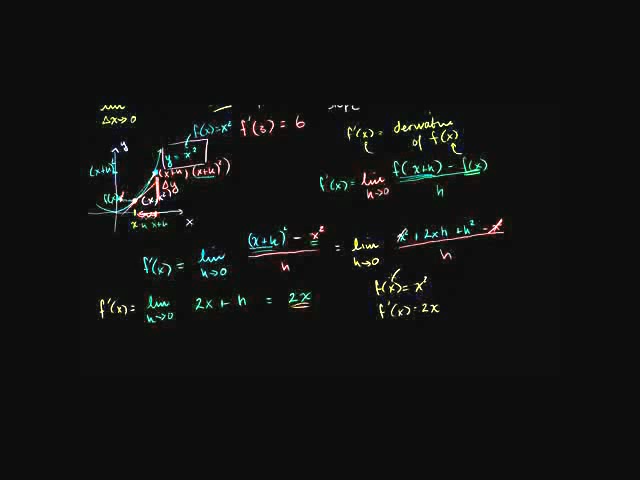 lim
Δx→0
slope
f(x)=x²
f'(3) = 6
f'(x) = derivative of f(x)
y
y = x²
(x+h)²
(x+h, (x+h)²)
Δy
f(x)
(x, x²)
x
h
x+h
x
f'(x) = lim h→0 (f(x+h) - f(x)) / h
f'(x) = lim h→0 ((x+h)² - x²) / h = lim h→0 (x² + 2xh + h² - x²) / h
f(x) = x²
f'(x) = lim h→0 2x + h = 2x
f'(x) = 2x